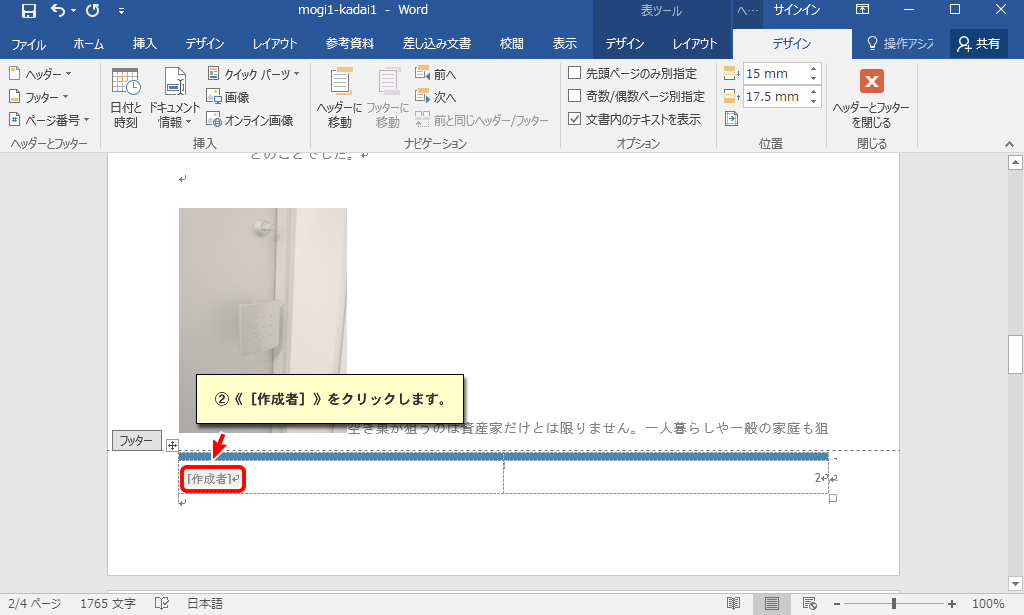 mogi1-kadai1 - Word
表ツール
ヘ…
サインイン
ファイル ホーム 挿入 デザイン レイアウト 参考資料 差し込み文書 校閲 表示 デザイン レイアウト デザイン 操作アシ 共有
ヘッダー
フッター
ページ番号
ヘッダーとフッター
日付と
時刻
ドキュメント
情報
クイック パーツ
画像
オンライン画像
挿入
ヘッダーに
移動
フッターに
移動
前へ
次へ
前と同じヘッダー/フッター
ナビゲーション
先頭ページのみ別指定
奇数/偶数ページ別指定
文書内のテキストを表示
オプション
15 mm
17.5 mm
位置
ヘッダーとフッター
を閉じる
閉じる
とのことでした。
②《［作成者］》をクリックします。
空き巣が狙うのは資産家だけとは限りません。一人暮らしや一般の家庭も狙
フッター
[作成者]
2
2/4 ページ 1765 文字 日本語 100%